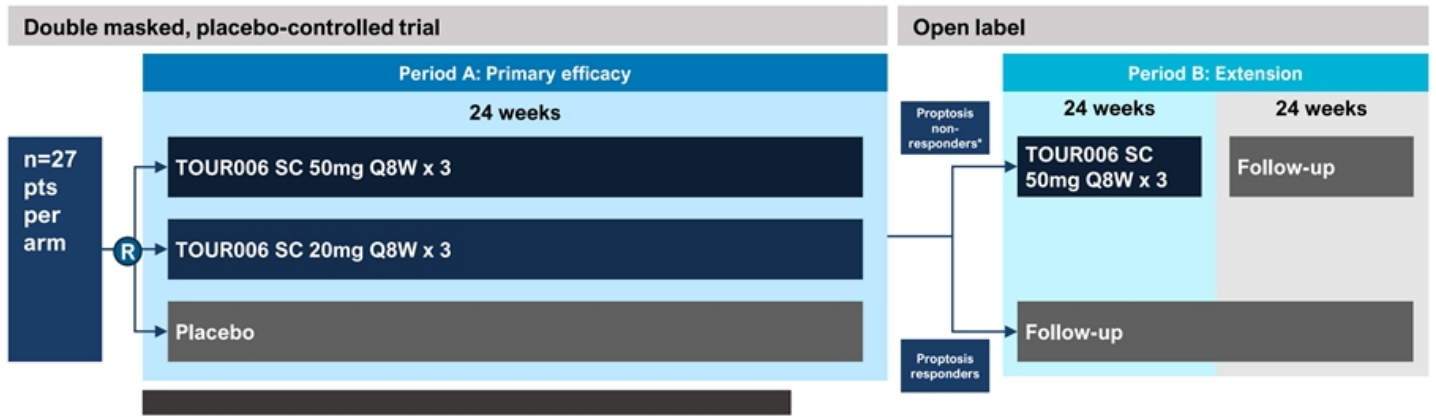 Double masked, placebo-controlled trial
Open label
Period A: Primary efficacy
Period B: Extension
24 weeks
24 weeks
24 weeks
n=27
pts
per
arm
R
TOUR006 SC 50mg Q8W x 3
TOUR006 SC 20mg Q8W x 3
Placebo
Proptosis
non-
responders*
Proptosis
responders
TOUR006 SC
50mg Q8W x 3
Follow-up
Follow-up